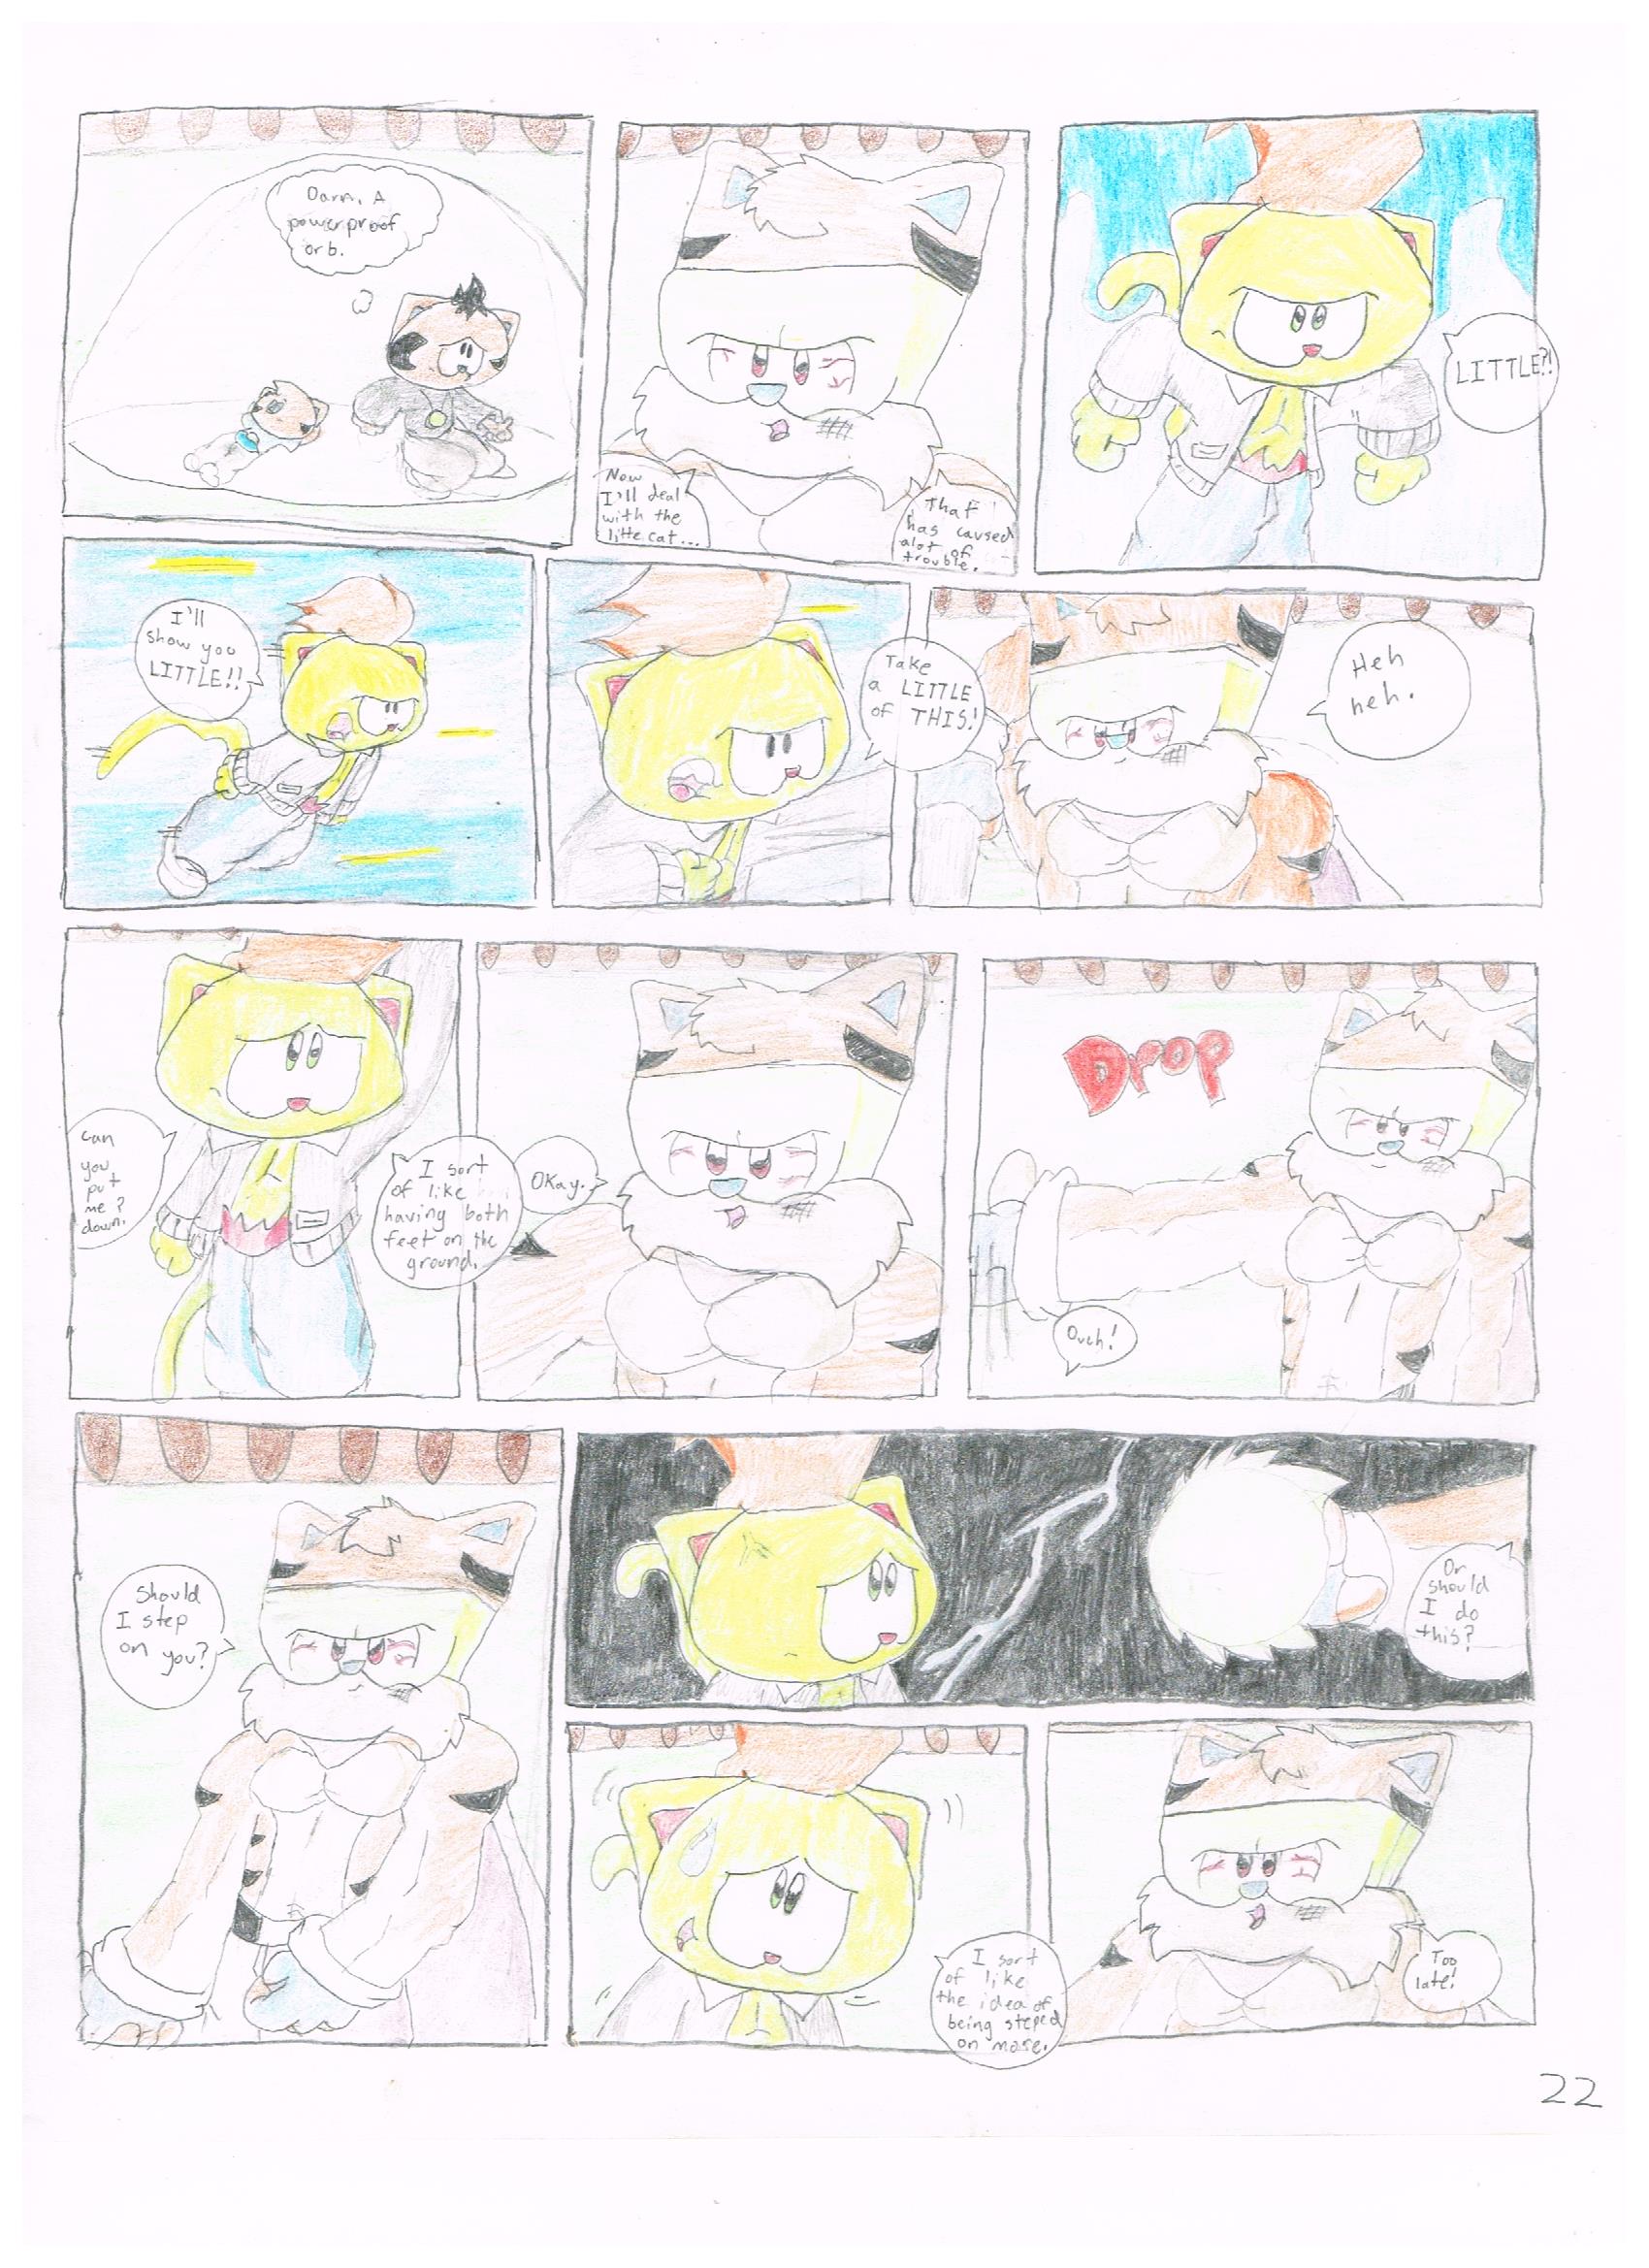 Darn. A
powerproof
orb.
Now
I'll deal
with the
litte cat...
That
has caused
alot of
trouble.
LITTLE?!
I'll
show you
LITTLE!!
Take
a LITTLE
of THIS!
Heh
heh.
Can
you
put
me?
down.
I sort
of like
having both
feet on the
ground.
Okay.
Drop
Ouch!
Should
I step
on you?
Or
should
I do
this?
I sort
of like
the idea of
being steped
on more.
Too
late!
22